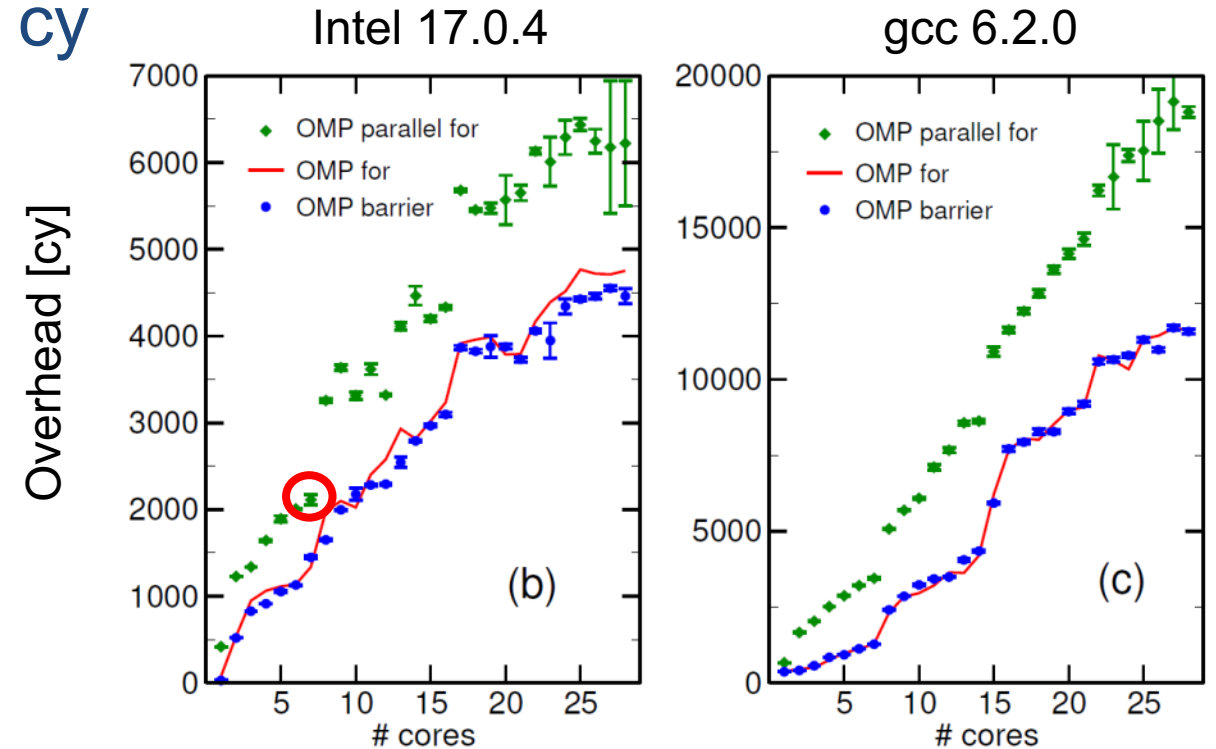 cy
Intel 17.0.4
gcc 6.2.0
Overhead [cy]
7000
6000
5000
4000
3000
2000
1000
0
OMP parallel for
OMP for
OMP barrier
(b)
5 10 15 20 25
# cores
20000
15000
10000
5000
0
OMP parallel for
OMP for
OMP barrier
(c)
5 10 15 20 25
# cores